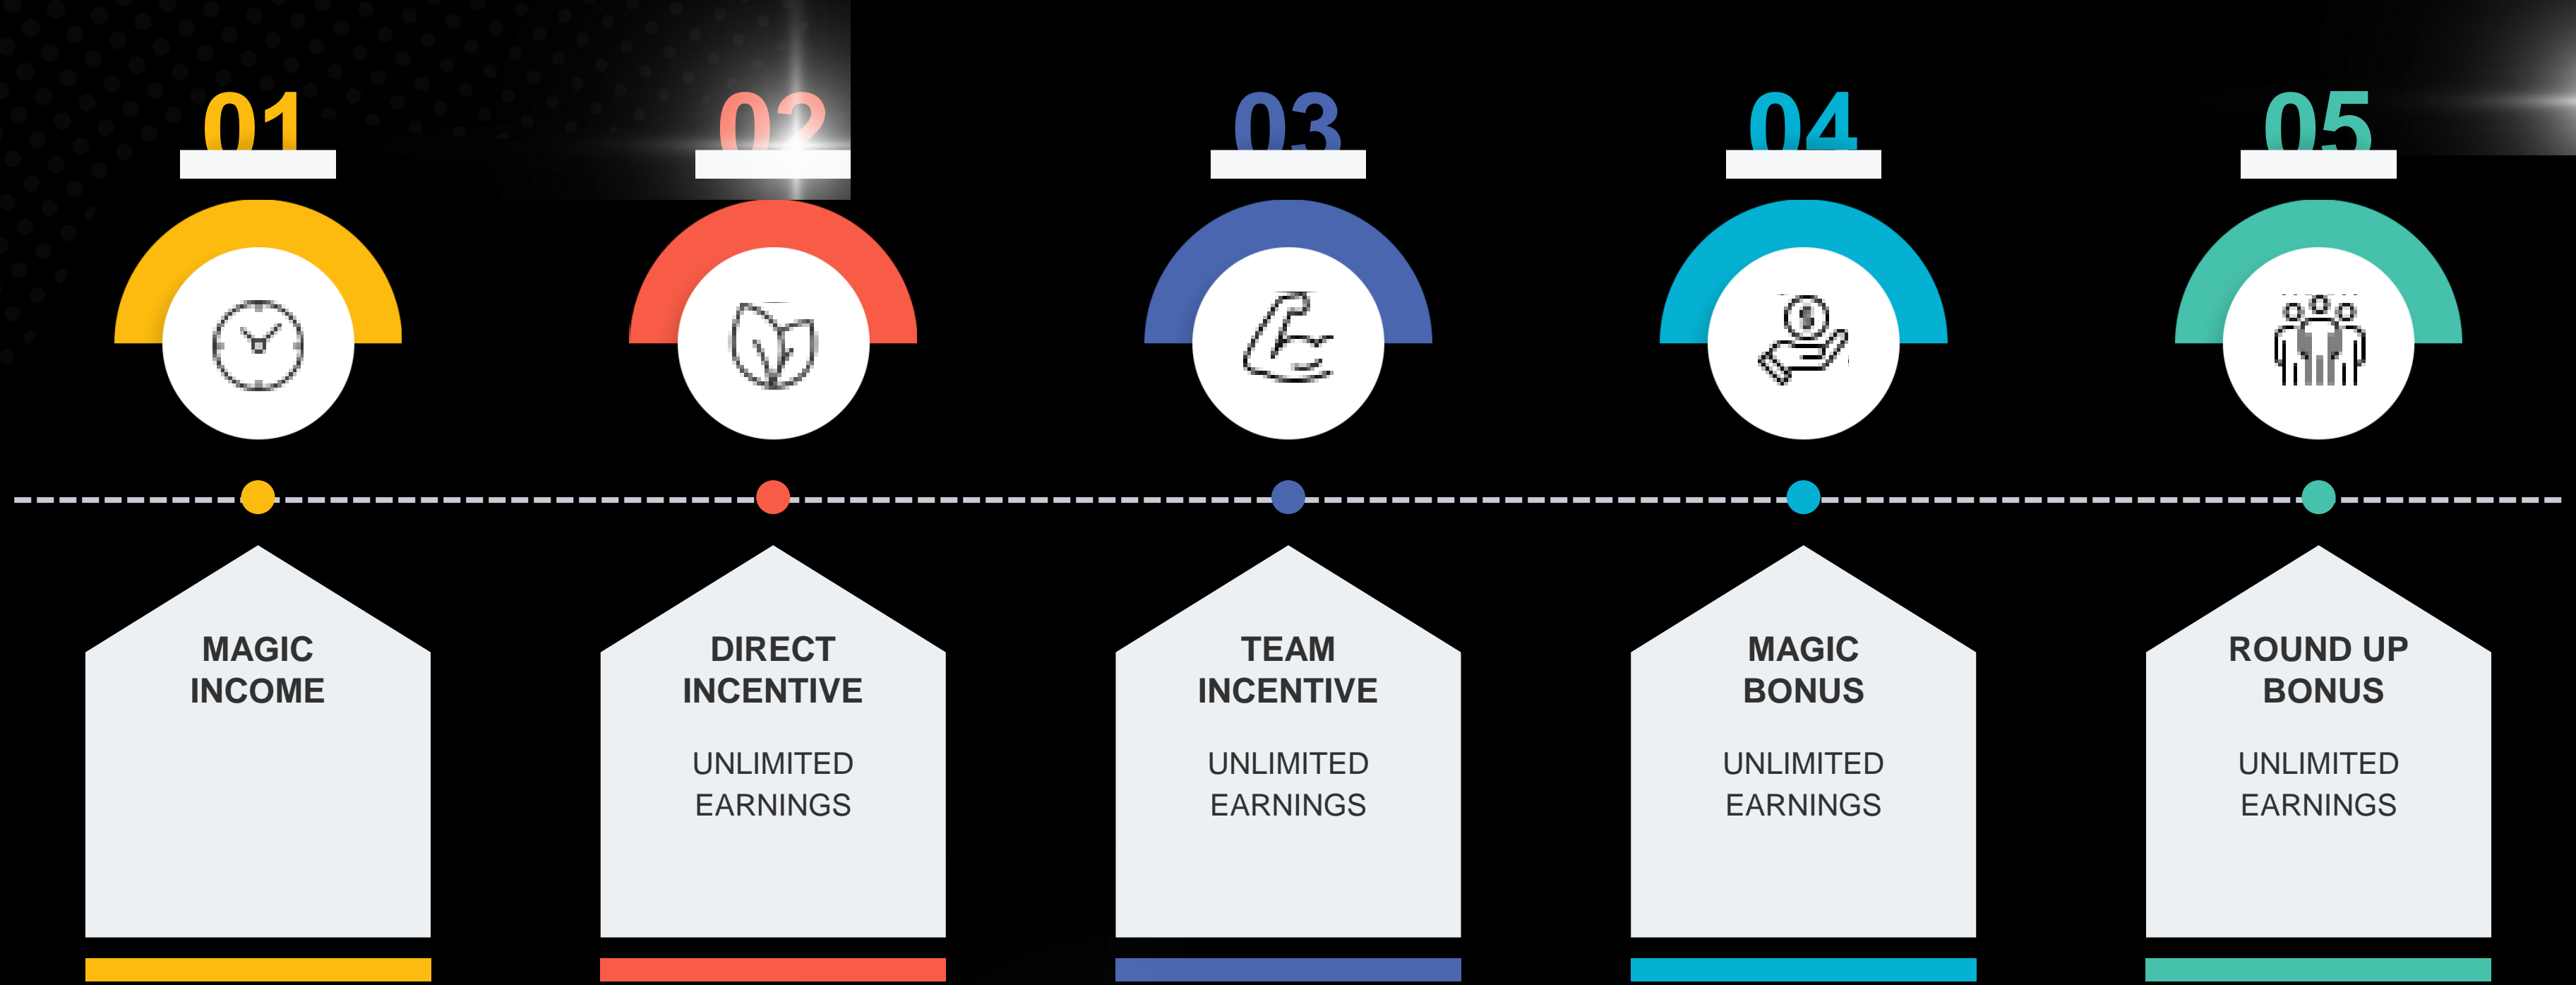 01
02
03
04
05
MAGIC
INCOME
DIRECT
INCENTIVE
UNLIMITED
EARNINGS
TEAM
INCENTIVE
UNLIMITED
EARNINGS
MAGIC
BONUS
UNLIMITED
EARNINGS
ROUND UP
BONUS
UNLIMITED
EARNINGS